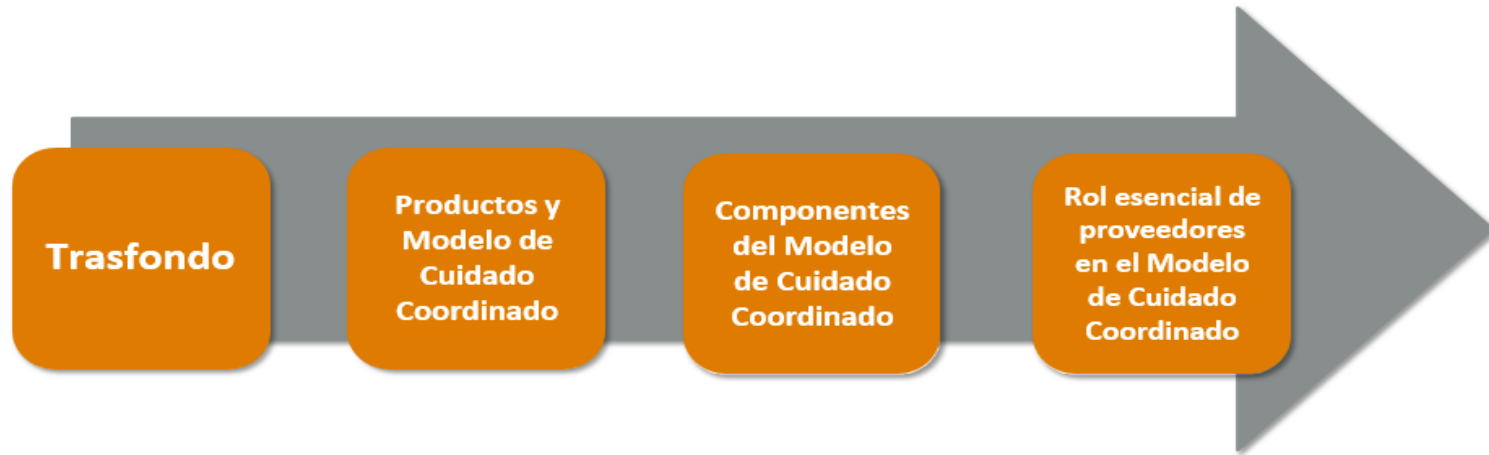 Trasfondo
Productos y
Modelo de
Cuidado
Coordinado
Componentes
del Modelo
de Cuidado
Coordinado
Rol esencial de
proveedores
en el Modelo
de Cuidado
Coordinado